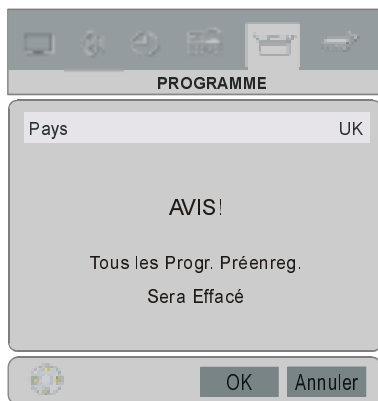 PROGRAMME
Pays UK
AVIS!
Tous les Progr. Préenreg.
Sera Effacé
OK Annuler